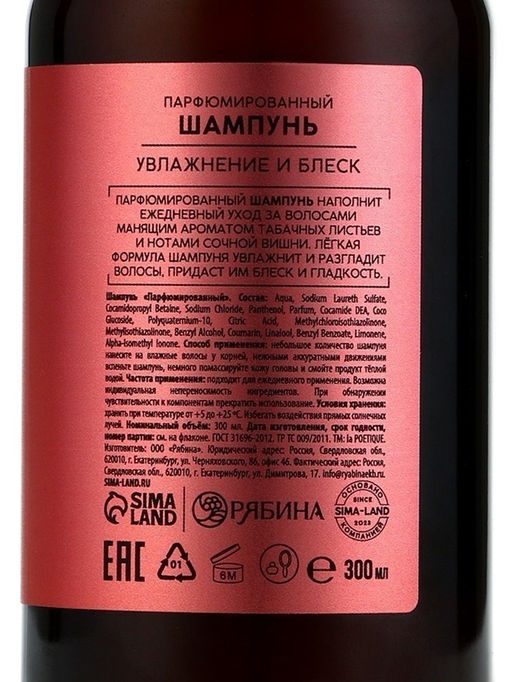 ПАРФЮМИРОВАННЫЙ
ШАМПУНЬ
УВЛАЖНЕНИЕ И БЛЕСК
ПАРФЮМИРОВАННЫЙ ШАМПУНЬ НАПОЛНИТ
ЕЖЕДНЕВНЫЙ УХОД ЗА ВОЛОСАМИ
МАНЯЩИМ АРОМАТОМ ТАБАЧНЫХ ЛИСТЬЕВ
И НОТАМИ СОЧНОЙ ВИШНИ. ЛЁГКАЯ
ФОРМУЛА ШАМПУНЯ УВЛАЖНИТ И РАЗГЛАДИТ
ВОЛОСЫ, ПРИДАСТ ИМ БЛЕСК И ГЛАДКОСТЬ.
Шампунь «Парфюмированный». Состав: Aqua, Sodium Laureth Sulfate,
Cocamidopropyl Betaine, Sodium Chloride, Panthenol, Parfum, Cocamide DEA, Coco
Glucoside, Polyquaternium-10, Citric Acid, Methylchloroisothiazolinone,
Methylisothiazolinone, Benzyl Alcohol, Coumarin, Linalool, Benzyl Benzoate, Limonene,
Alpha-Isomethyl Ionone. Способ применения: небольшое количество шампуня
нанесите на влажные волосы у корней, нежными аккуратными движениями
вспеньте шампунь, немного помассируйте кожу головы и смойте продукт тёплой
водой. Частота применения: подходит для ежедневного применения. Возможна
индивидуальная непереносимость ингредиентов. При обнаружении
чувствительности к компонентам прекратить использование. Условия хранения:
хранить при температуре от +5 до +25 °С. Избегать воздействия прямых солнечных
лучей. Номинальный объём: 300 мл. Дата изготовления, срок годности,
номер партии: см. на флаконе. ГОСТ 31696-2012. ТР ТС 009/2011. ТМ: la POETIQUE.
Изготовитель: ООО «Рябина». Юридический адрес: Россия, Свердловская обл.,
620010, г. Екатеринбург, ул. Черняховского, 86, офис 46. Фактический адрес: Россия,
Свердловская обл., 620010, г. Екатеринбург, ул. Димитрова, 17. info@ryabinaekb.ru.
SIMA-LAND.RU
SIMA
LAND
РЯБИНА
ОСНОВАНО
SINCE
SIMA-LAND
2023
КОМПАНИЕЙ
EAC
01
6M
e
300 мл